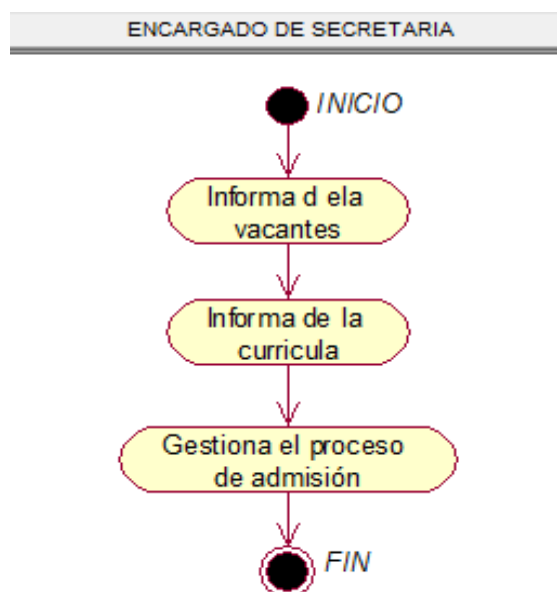 ENCARGADO DE SECRETARIA
INICIO
Informa d ela
vacantes
Informa de la
curricula
Gestiona el proceso
de admisión
FIN